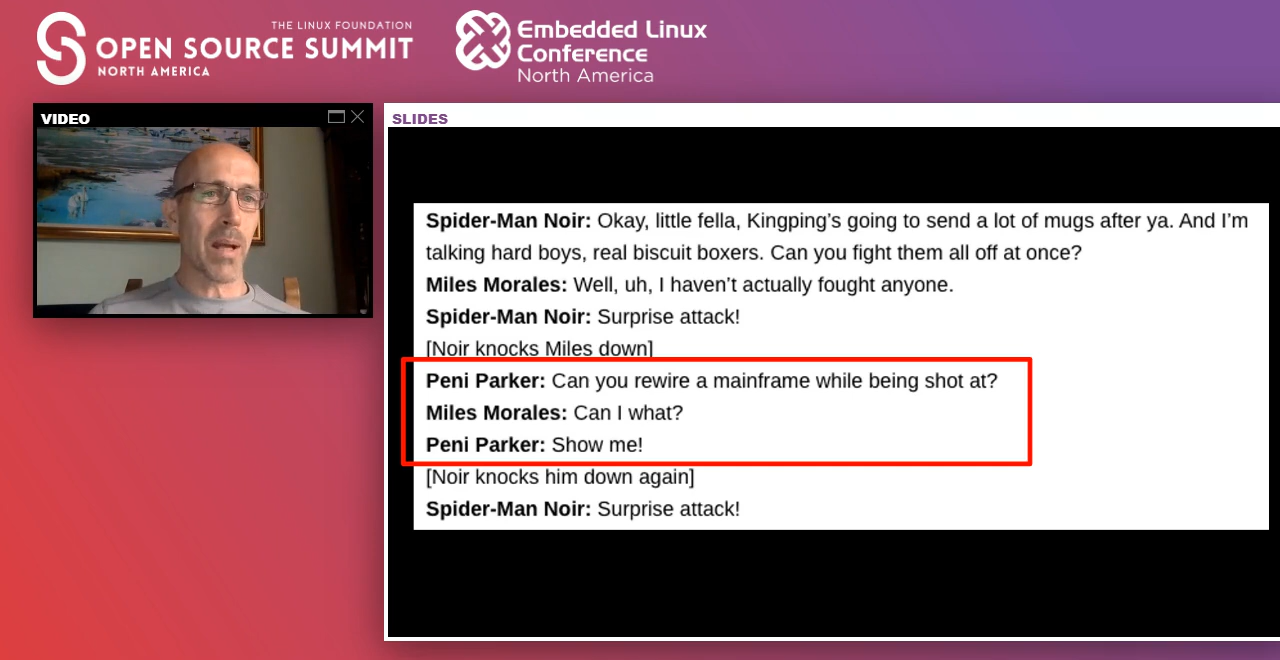 THE LINUX FOUNDATION
OPEN SOURCE SUMMIT
NORTH AMERICA
Embedded Linux
Conference
North America
VIDEO
SLIDES
Spider-Man Noir: Okay, little fella, Kingping’s going to send a lot of mugs after ya. And I’m
talking hard boys, real biscuit boxers. Can you fight them all off at once?
Miles Morales: Well, uh, I haven’t actually fought anyone.
Spider-Man Noir: Surprise attack!
[Noir knocks Miles down]
Peni Parker: Can you rewire a mainframe while being shot at?
Miles Morales: Can I what?
Peni Parker: Show me!
[Noir knocks him down again]
Spider-Man Noir: Surprise attack!